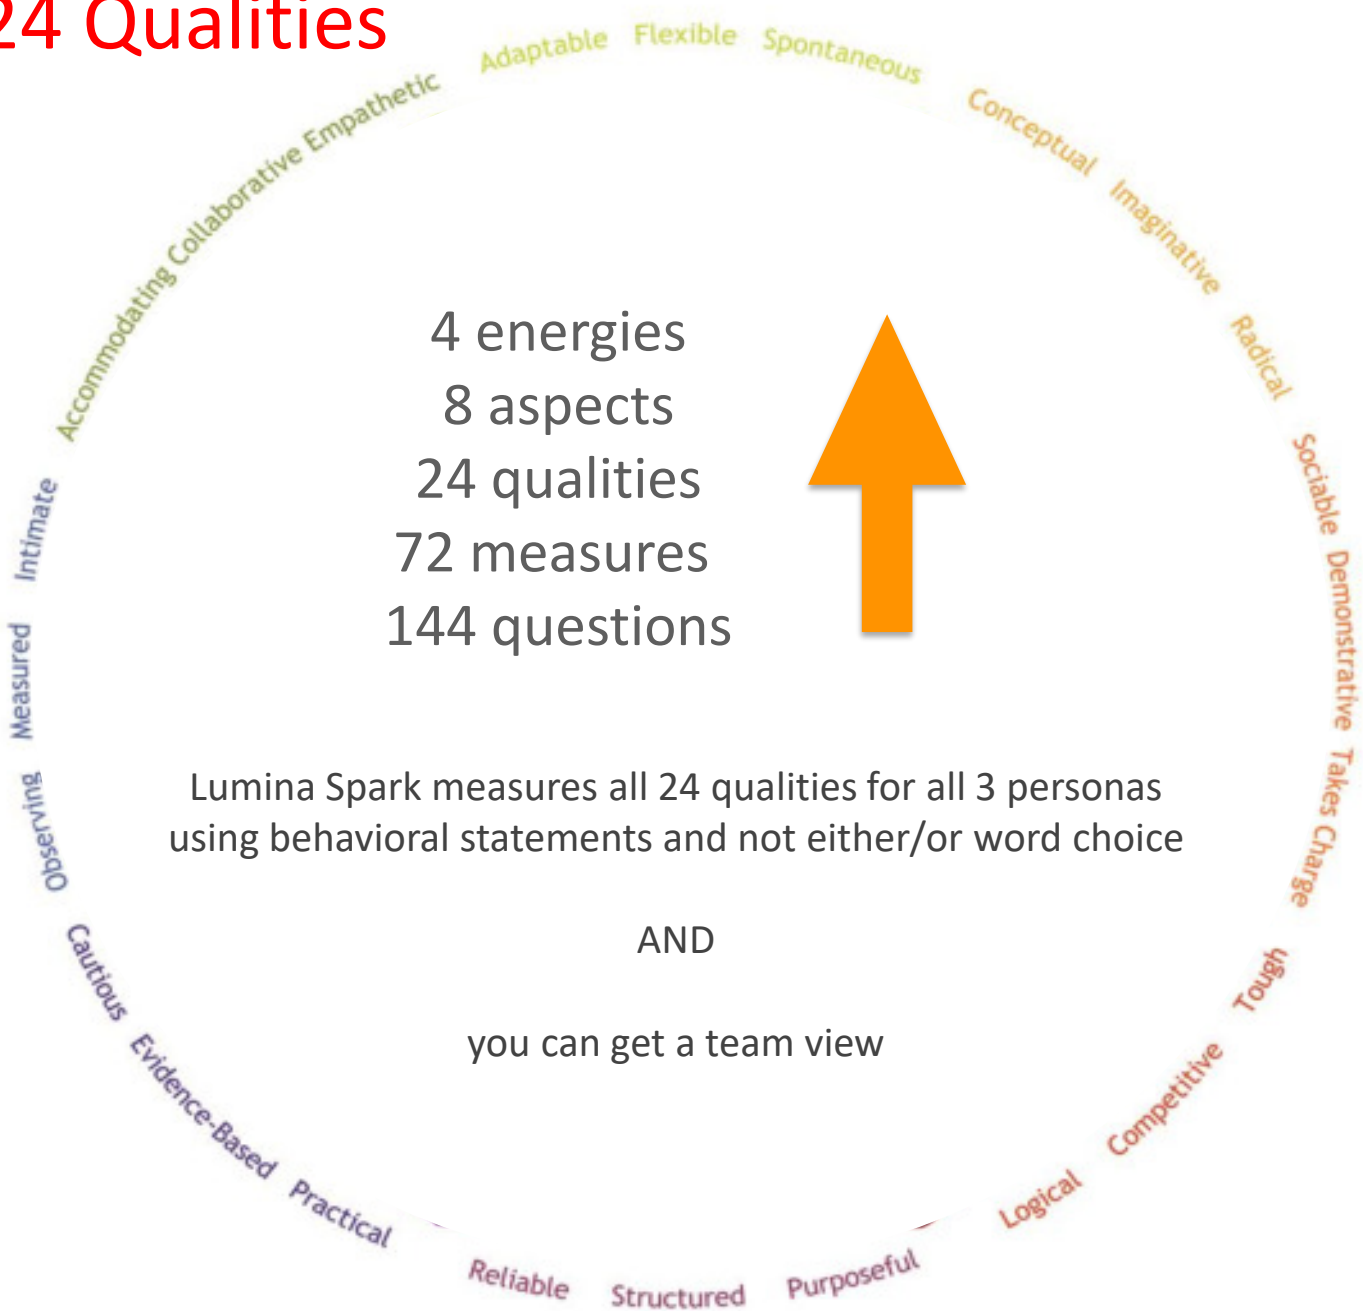 24 Qualities
Adaptable Flexible Spontaneous
Conceptual Imaginative Radical
Sociable Demonstrative Takes Charge
Tough Competitive Logical
Purposeful Structured Reliable
Practical Evidence-Based Cautious
Observing Measured Intimate
Accommodating Collaborative Empathetic
4 energies
8 aspects
24 qualities
72 measures
144 questions
Lumina Spark measures all 24 qualities for all 3 personas
using behavioral statements and not either/or word choice
AND
you can get a team view